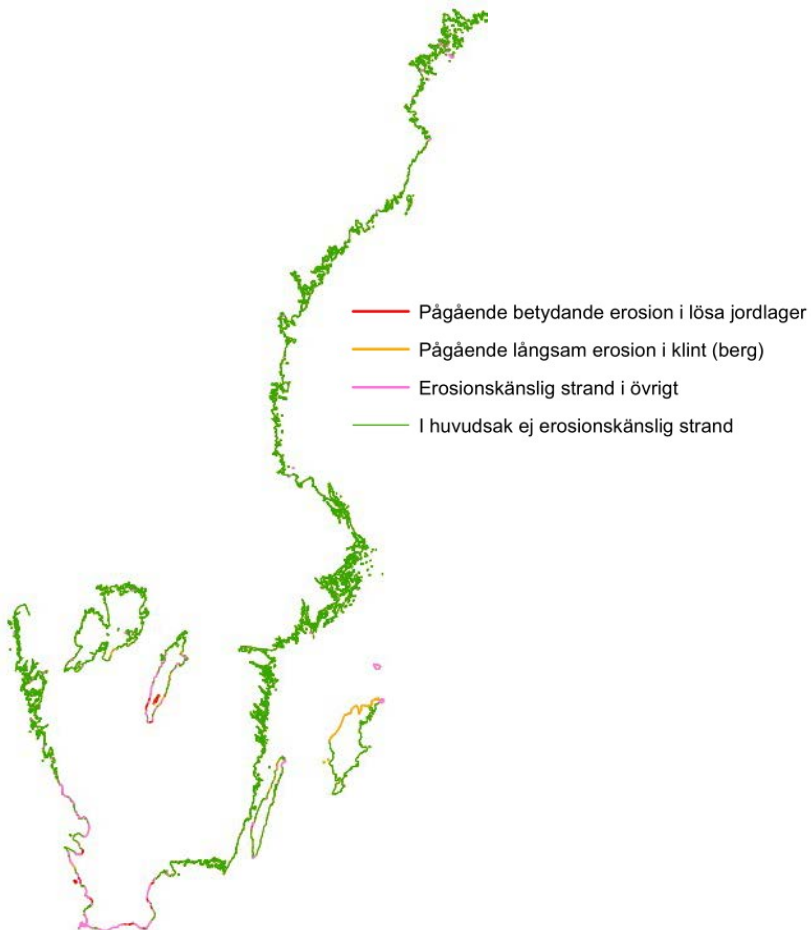 Pågående betydande erosion i lösa jordlager
Pågående långsam erosion i klint (berg)
Erosionskänslig strand i övrigt
I huvudsak ej erosionskänslig strand